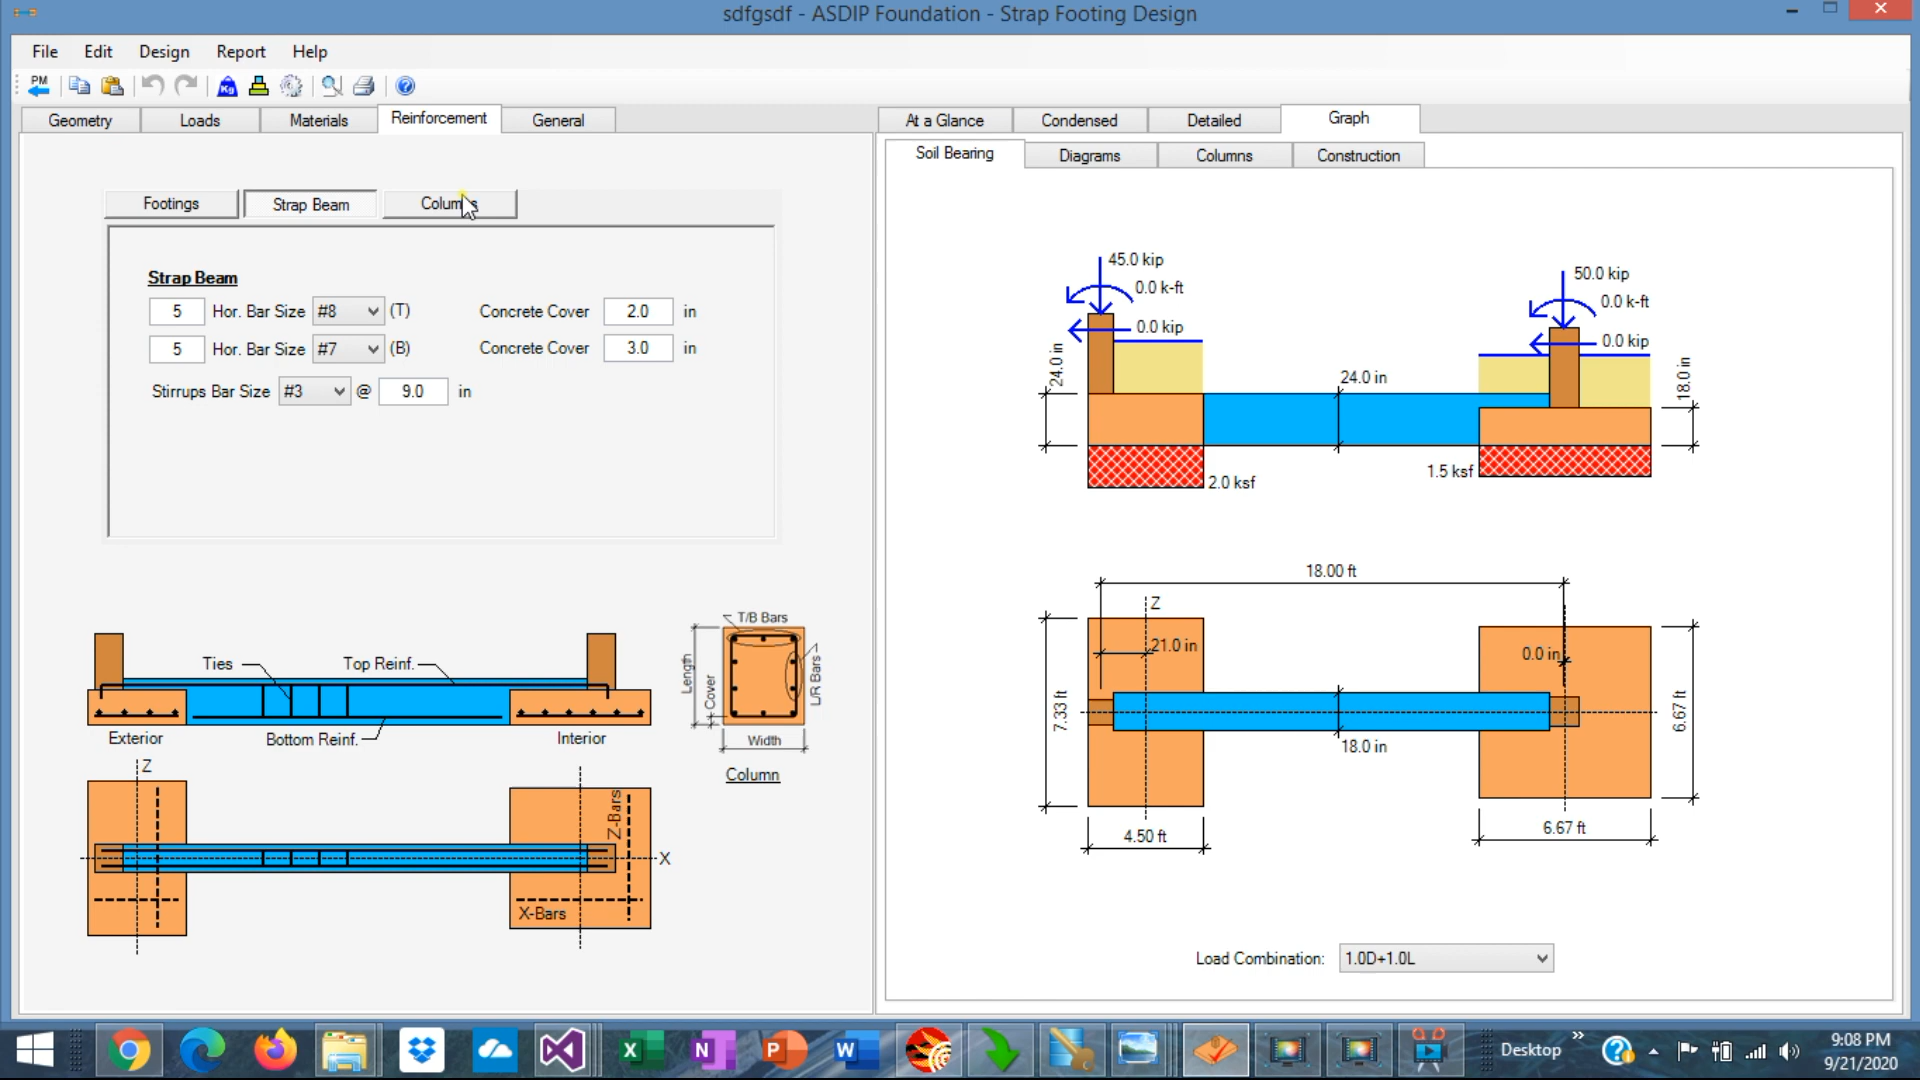 sdfgsdf - ASDIP Foundation - Strap Footing Design
File Edit Design Report Help
PM Kg
Geometry Loads Materials Reinforcement General
At a Glance Condensed Detailed Graph
Soil Bearing Diagrams Columns Construction
Footings Strap Beam Columns
Strap Beam
5 Hor. Bar Size #8 (T) Concrete Cover 2.0 in
5 Hor. Bar Size #7 (B) Concrete Cover 3.0 in
Stirrups Bar Size #3 @ 9.0 in
Ties Top Reinf.
Exterior Bottom Reinf. Interior
Z
Z-Bars
X
X-Bars
T/B Bars
Length
Cover
L/R Bars
Width
Column
45.0 kip
0.0 k-ft
0.0 kip
24.0 in
24.0 in
50.0 kip
0.0 k-ft
0.0 kip
18.0 in
2.0 ksf
1.5 ksf
18.00 ft
Z
21.0 in
0.0 in
7.33 ft
6.67 ft
18.0 in
4.50 ft
6.67 ft
Load Combination: 1.0D+1.0L
Desktop
9:08 PM
9/21/2020